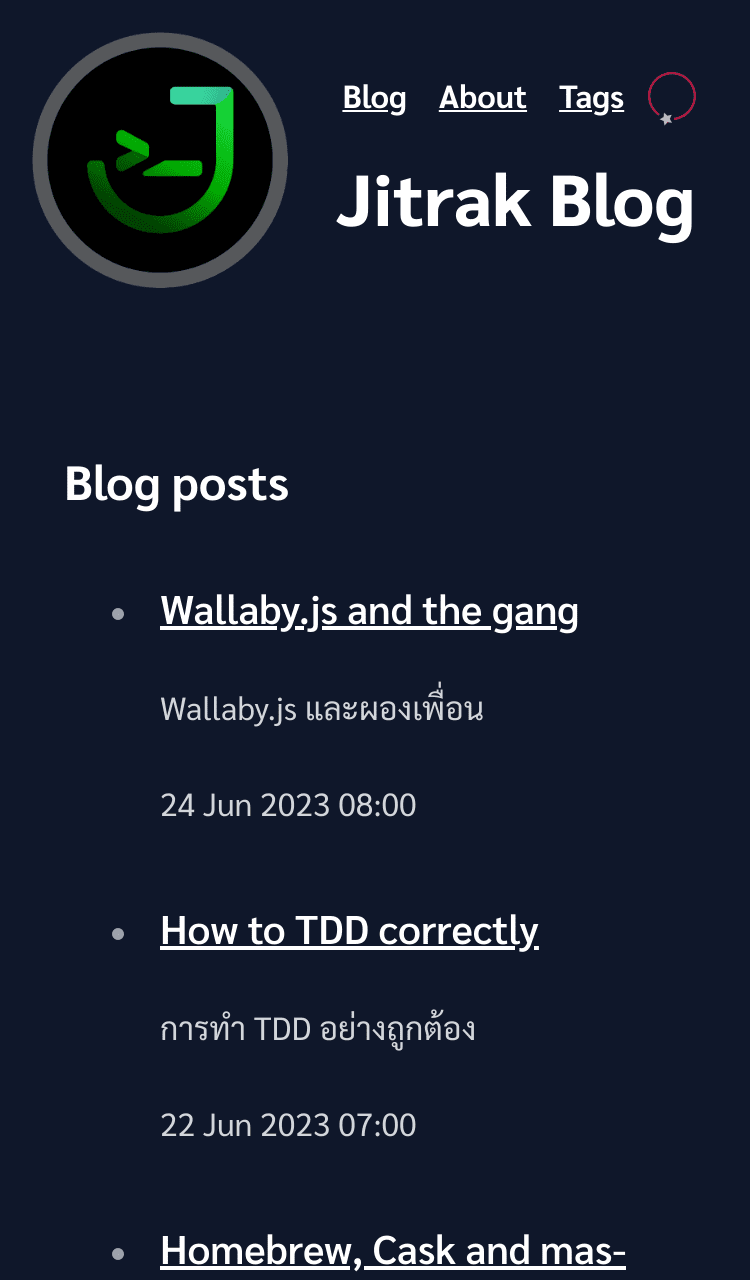 Blog About Tags
Jitrak Blog
Blog posts
Wallaby.js and the gang
Wallaby.js และผองเพื่อน
24 Jun 2023 08:00
How to TDD correctly
การทำ TDD อย่างถูกต้อง
22 Jun 2023 07:00
Homebrew, Cask and mas-